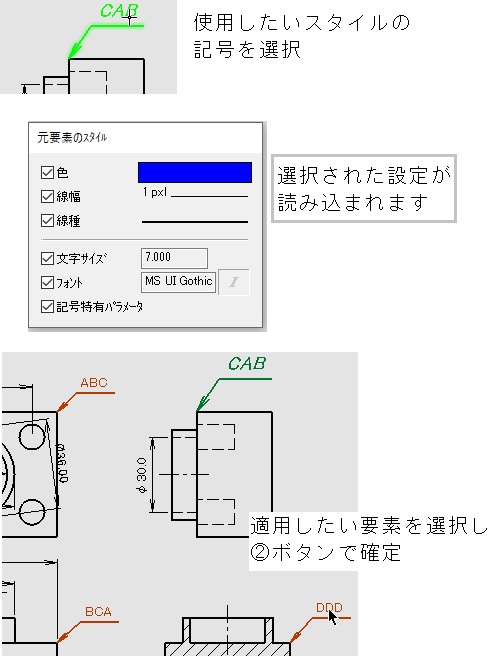 CAB
使用したいスタイルの
記号を選択
元要素のｽﾀｲﾙ
色
線幅
1 pxl
線種
文字ｻｲｽﾞ
7.000
ﾌｫﾝﾄ
MS UI Gothic
I
記号特有ﾊﾟﾗﾒｰﾀ
選択された設定が
読み込まれます
ABC
CAB
Ø36.00
φ 30.0
適用したい要素を選択し
②ボタンで確定
BCA
DDD